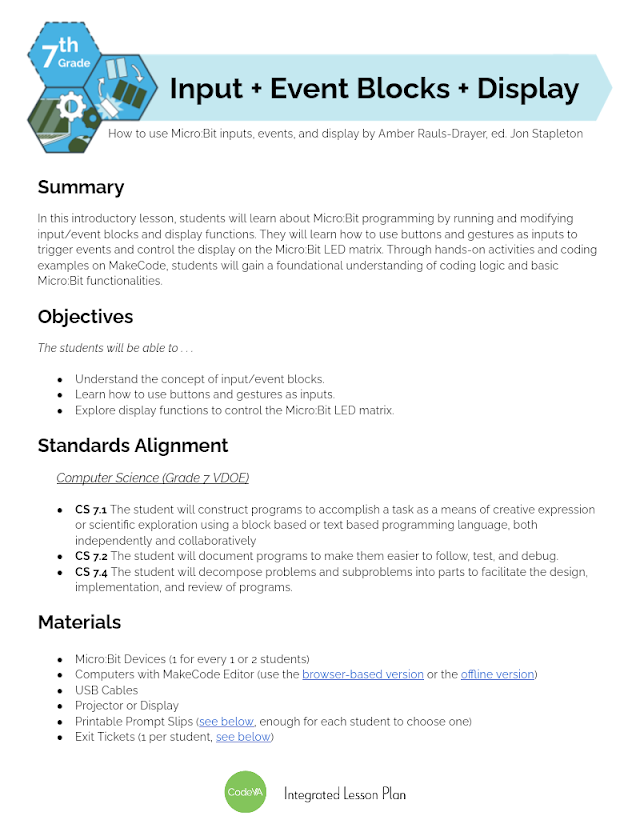 7th
Grade
Input + Event Blocks + Display
How to use Micro:Bit inputs, events, and display by Amber Rauls-Drayer, ed. Jon Stapleton
Summary
In this introductory lesson, students will learn about Micro:Bit programming by running and modifying
input/event blocks and display functions. They will learn how to use buttons and gestures as inputs to
trigger events and control the display on the Micro:Bit LED matrix. Through hands-on activities and coding
examples on MakeCode, students will gain a foundational understanding of coding logic and basic
Micro:Bit functionalities.
Objectives
The students will be able to . . .
● Understand the concept of input/event blocks.
● Learn how to use buttons and gestures as inputs.
● Explore display functions to control the Micro:Bit LED matrix.
Standards Alignment
Computer Science (Grade 7 VDOE)
● CS 7.1 The student will construct programs to accomplish a task as a means of creative expression
or scientific exploration using a block based or text based programming language, both
independently and collaboratively
● CS 7.2 The student will document programs to make them easier to follow, test, and debug.
● CS 7.4 The student will decompose problems and subproblems into parts to facilitate the design,
implementation, and review of programs.
Materials
● Micro:Bit Devices (1 for every 1 or 2 students)
● Computers with MakeCode Editor (use the browser-based version or the offline version)
● USB Cables
● Projector or Display
● Printable Prompt Slips (see below, enough for each student to choose one)
● Exit Tickets (1 per student, see below)
CodeVA
Integrated Lesson Plan